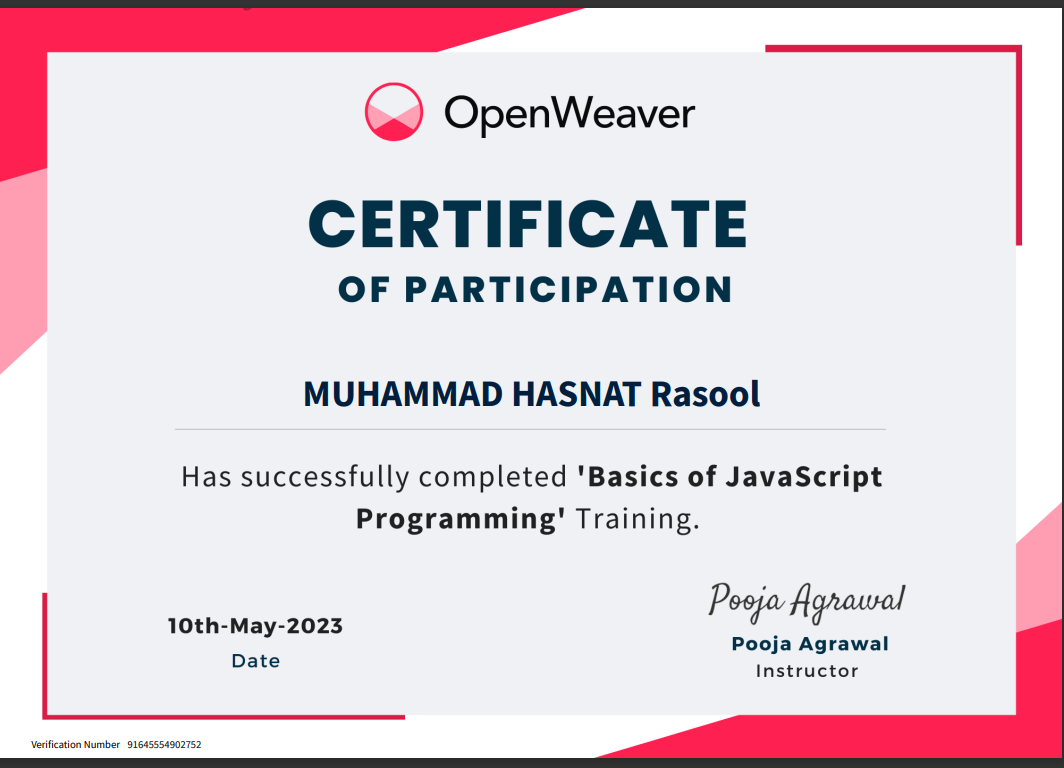 OpenWeaver
CERTIFICATE
OF PARTICIPATION
MUHAMMAD HASNAT Rasool
Has successfully completed 'Basics of JavaScript
Programming' Training.
10th-May-2023
Date
Pooja Agrawal
Pooja Agrawal
Instructor
Verification Number 91645554902752